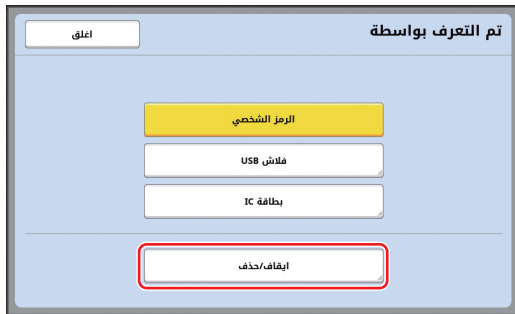 تم التعرف بواسطة
اغلق
الرمز الشخصي
فلاش USB
بطاقة IC
ايقاف/حذف